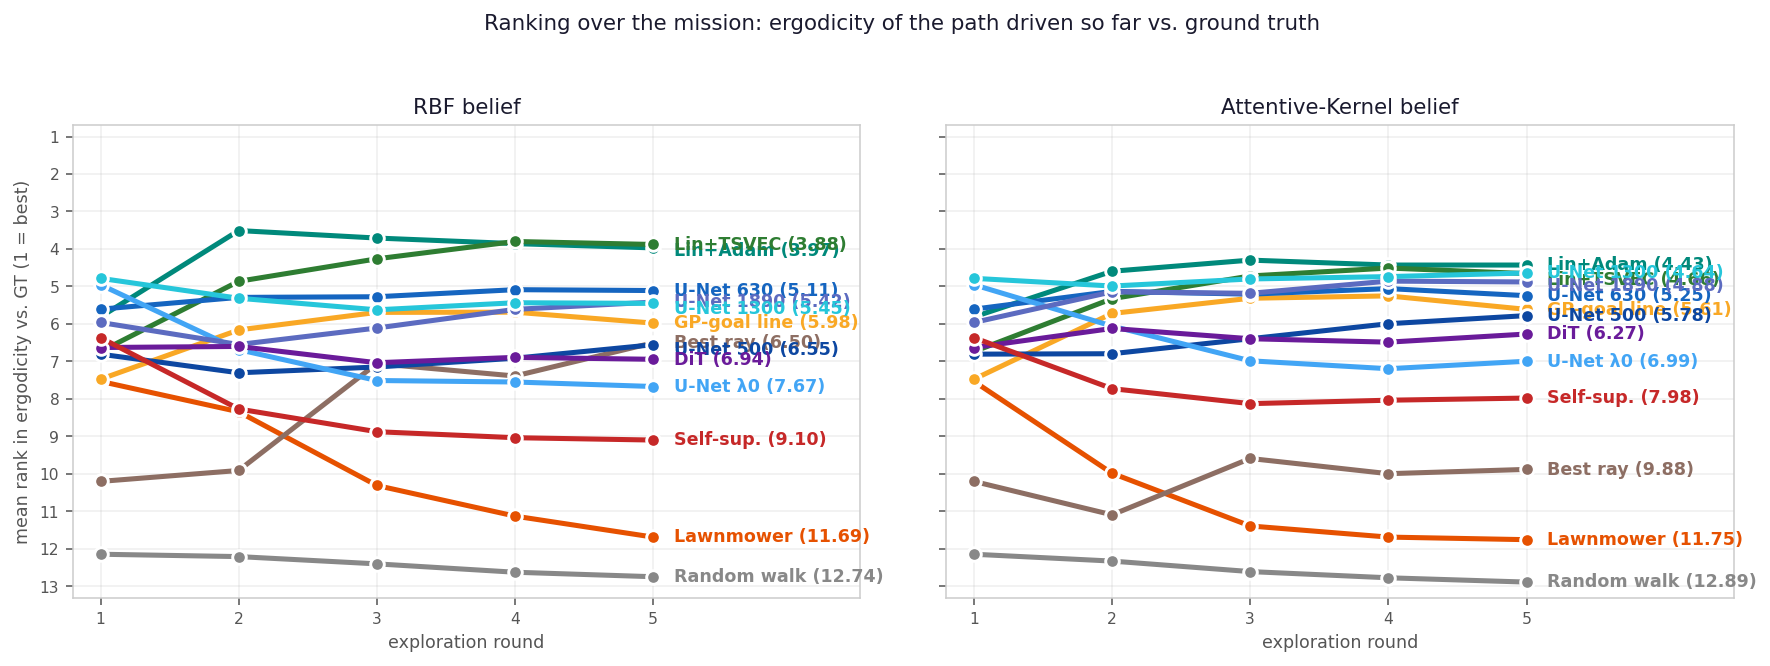 Ranking over the mission: ergodicity of the path driven so far vs. ground truth
RBF belief
mean rank in ergodicity vs. GT (1 = best)
1
2
3
4
5
6
7
8
9
10
11
12
13
Lin+TSVEC (3.88)
Lin+Adam (3.97)
U-Net 630 (5.11)
U-Net 1300 (5.45)
GP-goal line (5.98)
Best ray (6.50)
U-Net 500 (6.55)
DiT (6.94)
U-Net λ0 (7.67)
Self-sup. (9.10)
Lawnmower (11.69)
Random walk (12.74)
1
2
3
4
5
exploration round
Attentive-Kernel belief
Lin+Adam (4.43)
Lin+TSVEC
U-Net 630 (5.25)
GP-goal line
U-Net 500 (5.78)
DiT (6.27)
U-Net λ0 (6.99)
Self-sup. (7.98)
Best ray (9.88)
Lawnmower (11.75)
Random walk (12.89)
1
2
3
4
5
exploration round